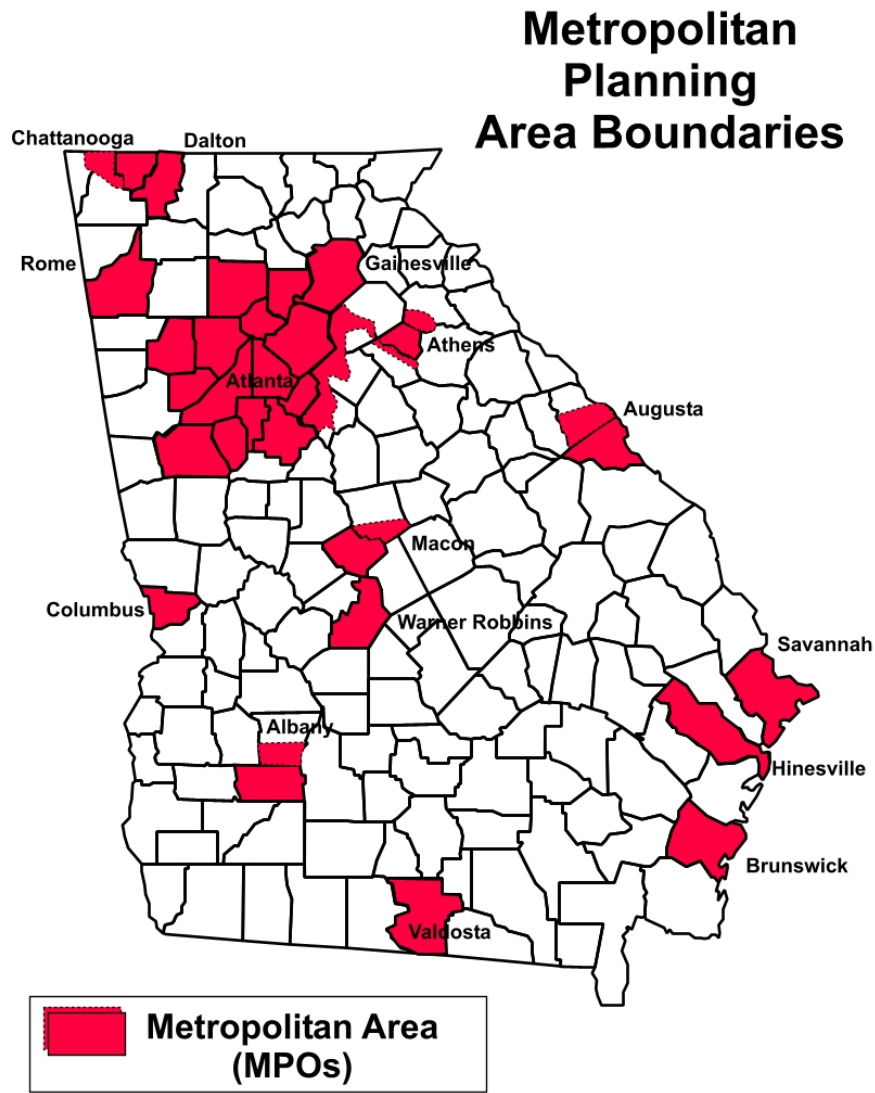 Metropolitan
Planning
Area Boundaries
Chattanooga
Dalton
Rome
Gainesville
Athens
Atlanta
Augusta
Macon
Columbus
Warner Robbins
Savannah
Albany
Hinesville
Brunswick
Valdosta
Metropolitan Area
(MPOs)